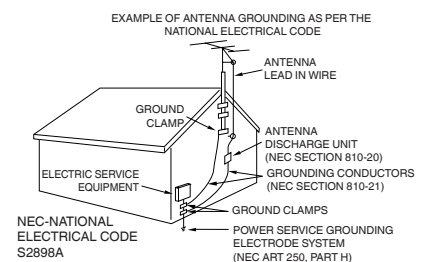 EXAMPLE OF ANTENNA GROUNDING AS PER THE
NATIONAL ELECTRICAL CODE
ANTENNA
LEAD IN WIRE
GROUND
CLAMP
ANTENNA
DISCHARGE UNIT
(NEC SECTION 810-20)
ELECTRIC SERVICE
EQUIPMENT
GROUNDING CONDUCTORS
(NEC SECTION 810-21)
GROUND CLAMPS
NEC-NATIONAL
ELECTRICAL CODE
S2898A
POWER SERVICE GROUNDING
ELECTRODE SYSTEM
(NEC ART 250, PART H)